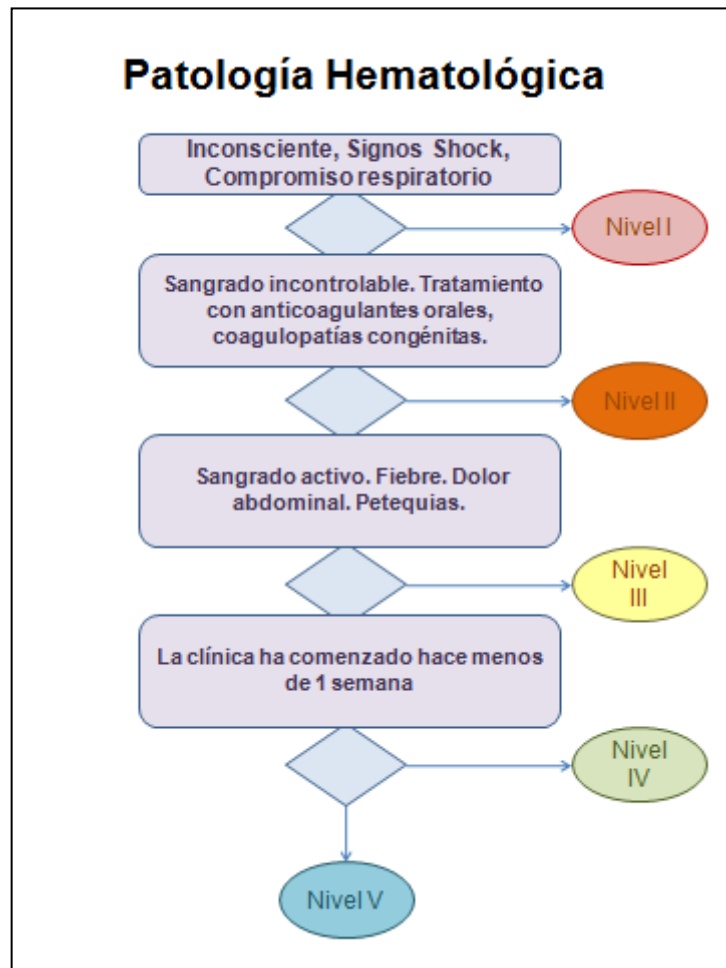 Patología Hematológica
Inconsciente, Signos Shock,
Compromiso respiratorio
Nivel I
Sangrado incontrolable. Tratamiento
con anticoagulantes orales,
coagulopatías congénitas.
Nivel II
Sangrado activo. Fiebre. Dolor
abdominal. Petequias.
Nivel
III
La clínica ha comenzado hace menos
de 1 semana
Nivel
IV
Nivel V